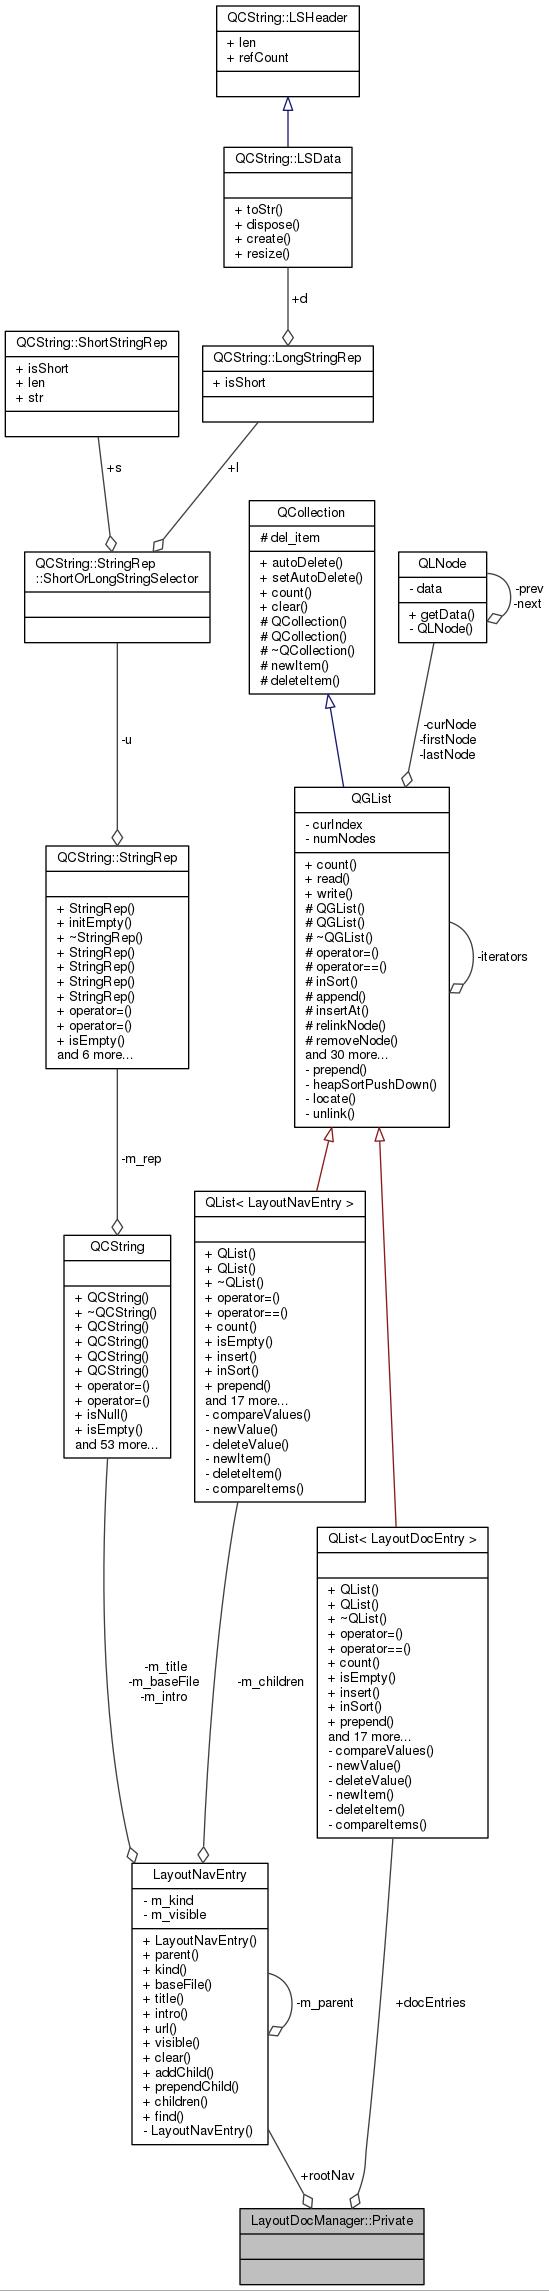 QCString::LSHeader
+ len
+ refCount
QCString::LSData
+ toStr()
+ dispose()
+ create()
+ resize()
+d
QCString::ShortStringRep
+ isShort
+ len
+ str
QCString::LongStringRep
+ isShort
+s
+l
QCollection
# del_item
+ autoDelete()
+ setAutoDelete()
+ count()
+ clear()
# QCollection()
# QCollection()
# ~QCollection()
# newItem()
# deleteItem()
QCString::StringRep
::ShortOrLongStringSelector
QLNode
- data
+ getData()
- QLNode()
-prev
-next
-u
-curNode
-firstNode
-lastNode
QGList
- curIndex
- numNodes
+ count()
+ read()
+ write()
# QGList()
# QGList()
# ~QGList()
# operator=()
# operator==()
# inSort()
# append()
# insertAt()
# relinkNode()
# removeNode()
and 30 more...
- prepend()
- heapSortPushDown()
- locate()
- unlink()
-iterators
QCString::StringRep
+ StringRep()
+ initEmpty()
+ ~StringRep()
+ StringRep()
+ StringRep()
+ StringRep()
+ StringRep()
+ operator=()
+ operator=()
+ isEmpty()
and 6 more...
-m_rep
QCString
+ QCString()
+ ~QCString()
+ QCString()
+ QCString()
+ QCString()
+ QCString()
+ operator=()
+ operator=()
+ isNull()
+ isEmpty()
and 53 more...
QList< LayoutNavEntry >
+ QList()
+ QList()
+ ~QList()
+ operator=()
+ operator==()
+ count()
+ isEmpty()
+ insert()
+ inSort()
+ prepend()
and 17 more...
- compareValues()
- newValue()
- deleteValue()
- newItem()
- deleteItem()
- compareItems()
QList< LayoutDocEntry >
+ QList()
+ QList()
+ ~QList()
+ operator=()
+ operator==()
+ count()
+ isEmpty()
+ insert()
+ inSort()
+ prepend()
and 17 more...
- compareValues()
- newValue()
- deleteValue()
- newItem()
- deleteItem()
- compareItems()
-m_title
-m_baseFile
-m_intro
-m_children
LayoutNavEntry
- m_kind
- m_visible
+ LayoutNavEntry()
+ parent()
+ kind()
+ baseFile()
+ title()
+ intro()
+ url()
+ visible()
+ clear()
+ addChild()
+ prependChild()
+ children()
+ find()
- LayoutNavEntry()
-m_parent
+docEntries
+rootNav
LayoutDocManager::Private